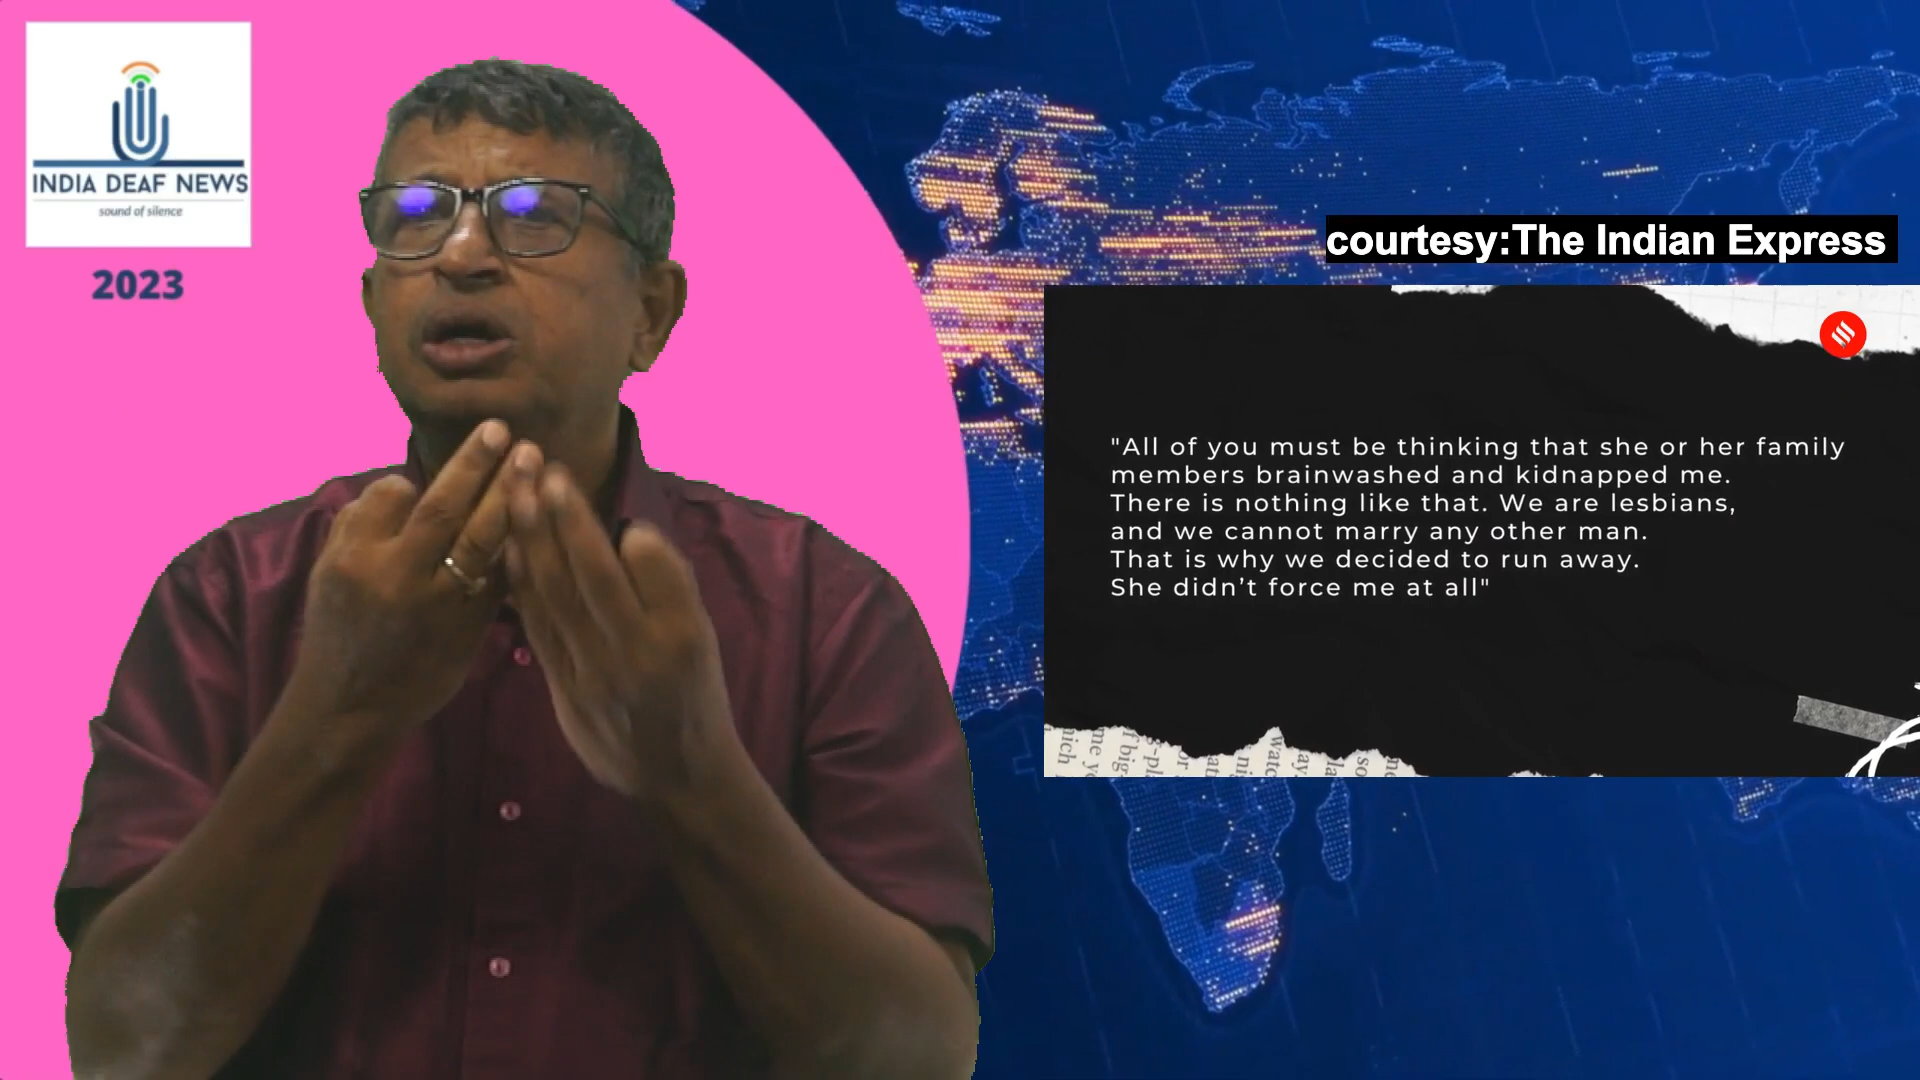 INDIA DEAF NEWS
sound of silence
2023
courtesy:The Indian Express
"All of you must be thinking that she or her family
members brainwashed and kidnapped me.
There is nothing like that. We are lesbians,
and we cannot marry any other man.
That is why we decided to run away.
She didn't force me at all"